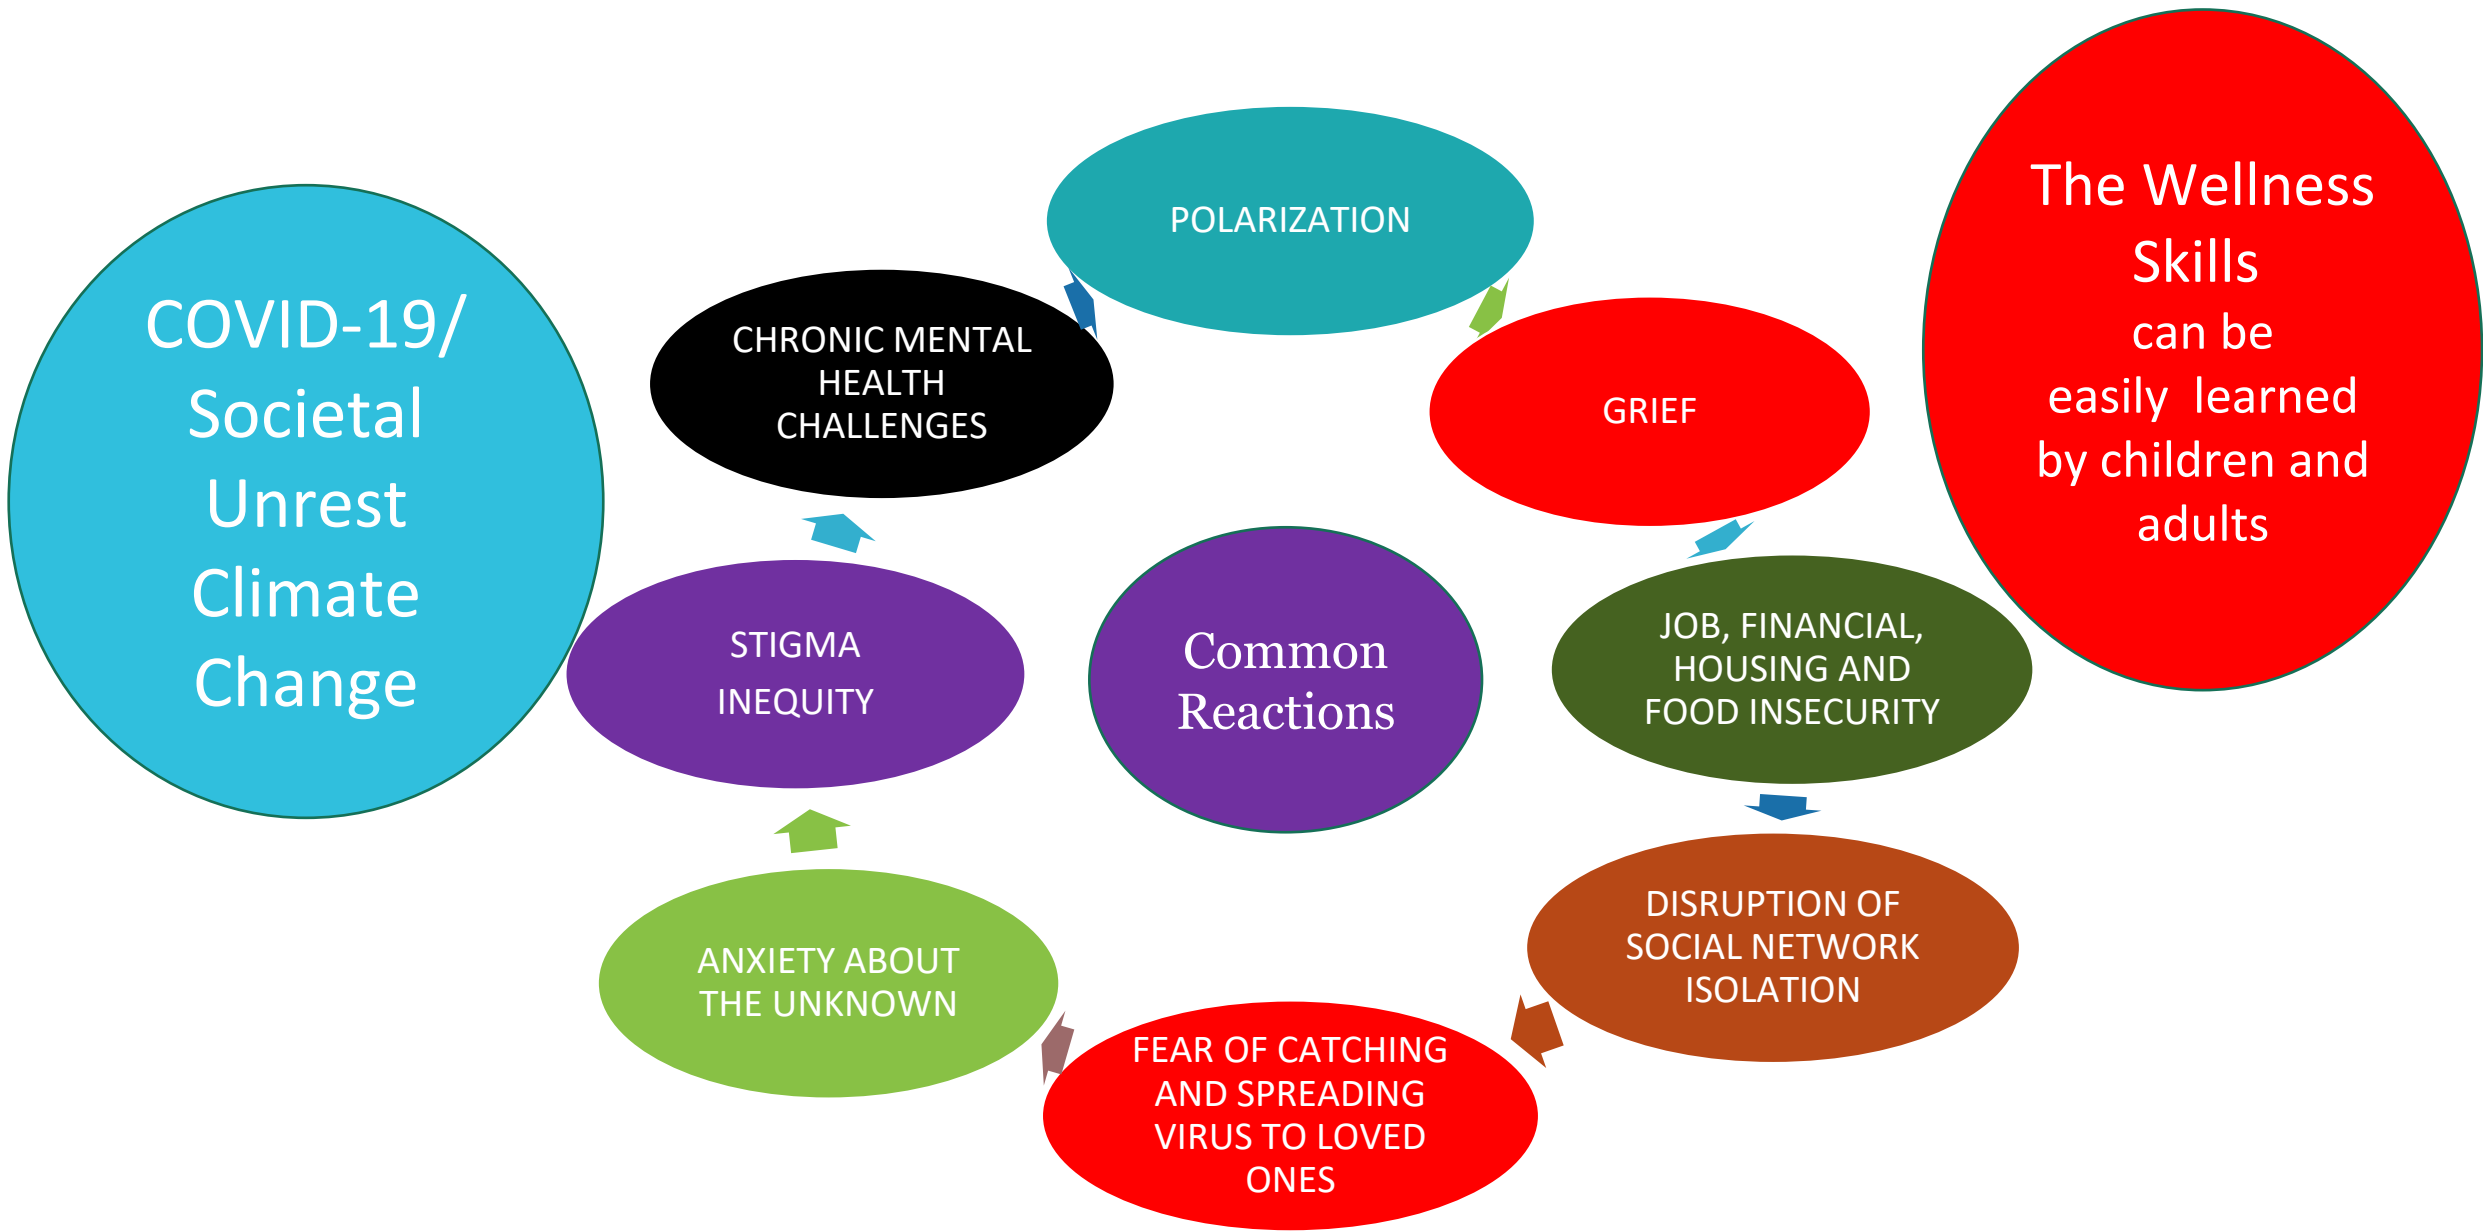 COVID-19/
Societal
Unrest
Climate
Change
POLARIZATION
GRIEF
JOB, FINANCIAL,
HOUSING AND
FOOD INSECURITY
DISRUPTION OF
SOCIAL NETWORK
ISOLATION
FEAR OF CATCHING
AND SPREADING
VIRUS TO LOVED
ONES
ANXIETY ABOUT
THE UNKNOWN
STIGMA
INEQUITY
CHRONIC MENTAL
HEALTH
CHALLENGES
Common
Reactions
The Wellness
Skills
can be
easily  learned
by children and
adults